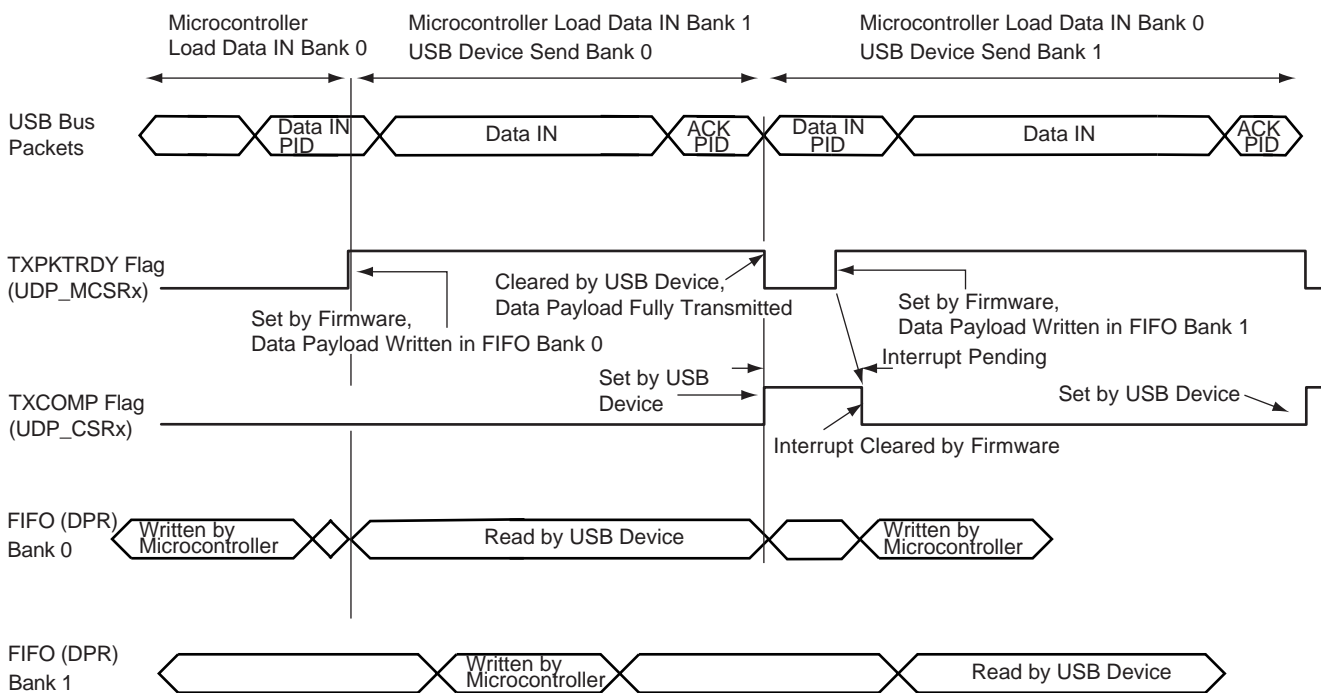 Microcontroller
Load Data IN Bank 0
Microcontroller Load Data IN Bank 1
USB Device Send Bank 0
Microcontroller Load Data IN Bank 0
USB Device Send Bank 1
USB Bus
Packets
Data IN
PID
Data IN
ACK
PID
Data IN
PID
Data IN
ACK
PID
TXPKTRDY Flag
(UDP_MCSRx)
Set by Firmware,
Data Payload Written in FIFO Bank 0
Cleared by USB Device,
Data Payload Fully Transmitted
Set by Firmware,
Data Payload Written in FIFO Bank 1
Interrupt Pending
TXCOMP Flag
(UDP_CSRx)
Set by USB
Device
Set by USB Device
Interrupt Cleared by Firmware
FIFO (DPR)
Bank 0
Written by
Microcontroller
Read by USB Device
Written by
Microcontroller
FIFO (DPR)
Bank 1
Written by
Microcontroller
Read by USB Device